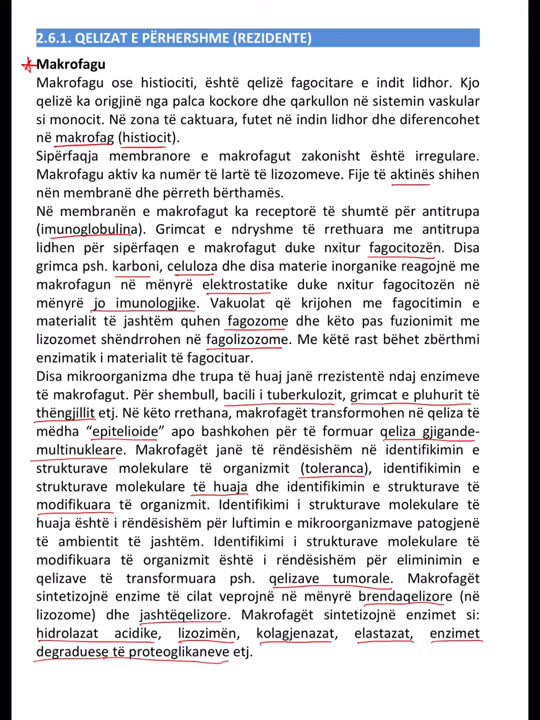 2.6.1. QELIZAT E PËRHERSHME (REZIDENTE)
Makrofagu
Makrofagu ose histiociti, është qelizë fagocitare e indit lidhor. Kjo
qelizë ka origjinë nga palca kockore dhe qarkullon në sistemin vaskular
si monocit. Në zona të caktuara, futet në indin lidhor dhe diferencohet
në makrofag (histiocit).
Sipërfaqja membranore e makrofagut zakonisht është irregulare.
Makrofagu aktiv ka numër të lartë të lizozomeve. Fije të aktinës shihen
nën membranë dhe përreth bërthamës.
Në membranën e makrofagut ka receptorë të shumtë për antitrupa
(imunoglobulina). Grimcat e ndryshme të rrethuara me antitrupa
lidhen për sipërfaqen e makrofagut duke nxitur fagocitozën. Disa
grimca psh. karboni, celuloza dhe disa materie inorganike reagojnë me
makrofagun në mënyrë elektrostatike duke nxitur fagocitozën në
mënyrë jo imunologjike. Vakuolat që krijohen me fagocitimin e
materialit të jashtëm quhen fagozome dhe këto pas fuzionimit me
lizozomet shëndrrohen në fagolizozome. Me këtë rast bëhet zbërthmi
enzimatik i materialit të fagocituar.
Disa mikroorganizma dhe trupa të huaj janë rrezistentë ndaj enzimeve
të makrofagut. Për shembull, bacili i tuberkulozit, grimcat e pluhurit të
thëngjillit etj. Në këto rrethana, makrofagët transformohen në qeliza të
mëdha “epitelioide” apo bashkohen për të formuar qeliza gjigande-
multinukleare. Makrofagët janë të rëndësishëm në identifikimin e
strukturave molekulare të organizmit (toleranca), identifikimin e
strukturave molekulare të huaja dhe identifikimin e strukturave të
modifikuara të organizmit. Identifikimi i strukturave molekulare të
huaja është i rëndësishëm për luftimin e mikroorganizmave patogjenë
të ambientit të jashtëm. Identifikimi i strukturave molekulare të
modifikuara të organizmit është i rëndësishëm për eliminimin e
qelizave të transformuara psh. qelizave tumorale. Makrofagët
sintetizojnë enzime të cilat veprojnë në mënyrë brendaqelizore (në
lizozome) dhe jashtëqelizore. Makrofagët sintetizojnë enzimet si:
hidrolazat acidike, lizozimën, kolagjenazat, elastazat, enzimet
degraduese të proteoglikaneve etj.